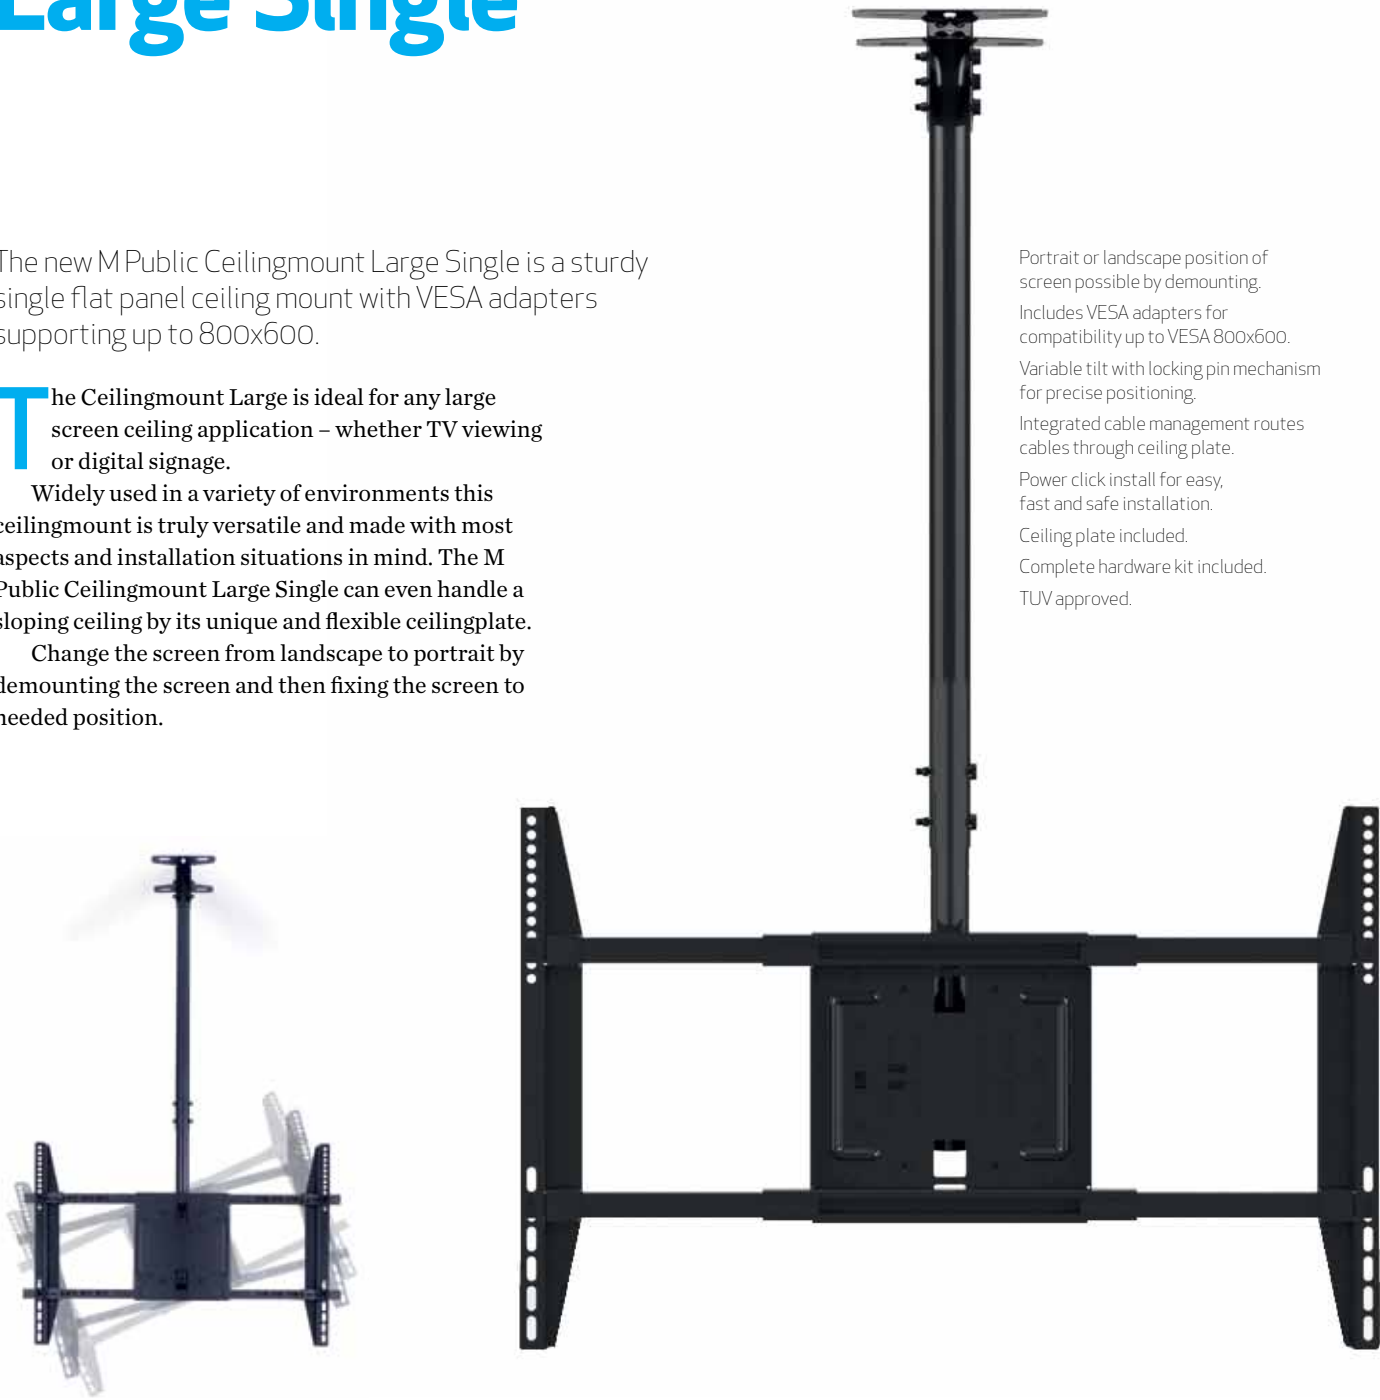 Large Single
The new M Public Ceilingmount Large Single is a sturdy
single flat panel ceiling mount with VESA adapters
supporting up to 800x600.
The Ceilingmount Large is ideal for any large
screen ceiling application – whether TV viewing
or digital signage.
Widely used in a variety of environments this
ceilingmount is truly versatile and made with most
aspects and installation situations in mind. The M
Public Ceilingmount Large Single can even handle a
sloping ceiling by its unique and flexible ceilingplate.
Change the screen from landscape to portrait by
demounting the screen and then fixing the screen to
needed position.
Portrait or landscape position of
screen possible by demounting.
Includes VESA adapters for
compatibility up to VESA 800x600.
Variable tilt with locking pin mechanism
for precise positioning.
Integrated cable management routes
cables through ceiling plate.
Power click install for easy,
fast and safe installation.
Ceiling plate included.
Complete hardware kit included.
TUV approved.